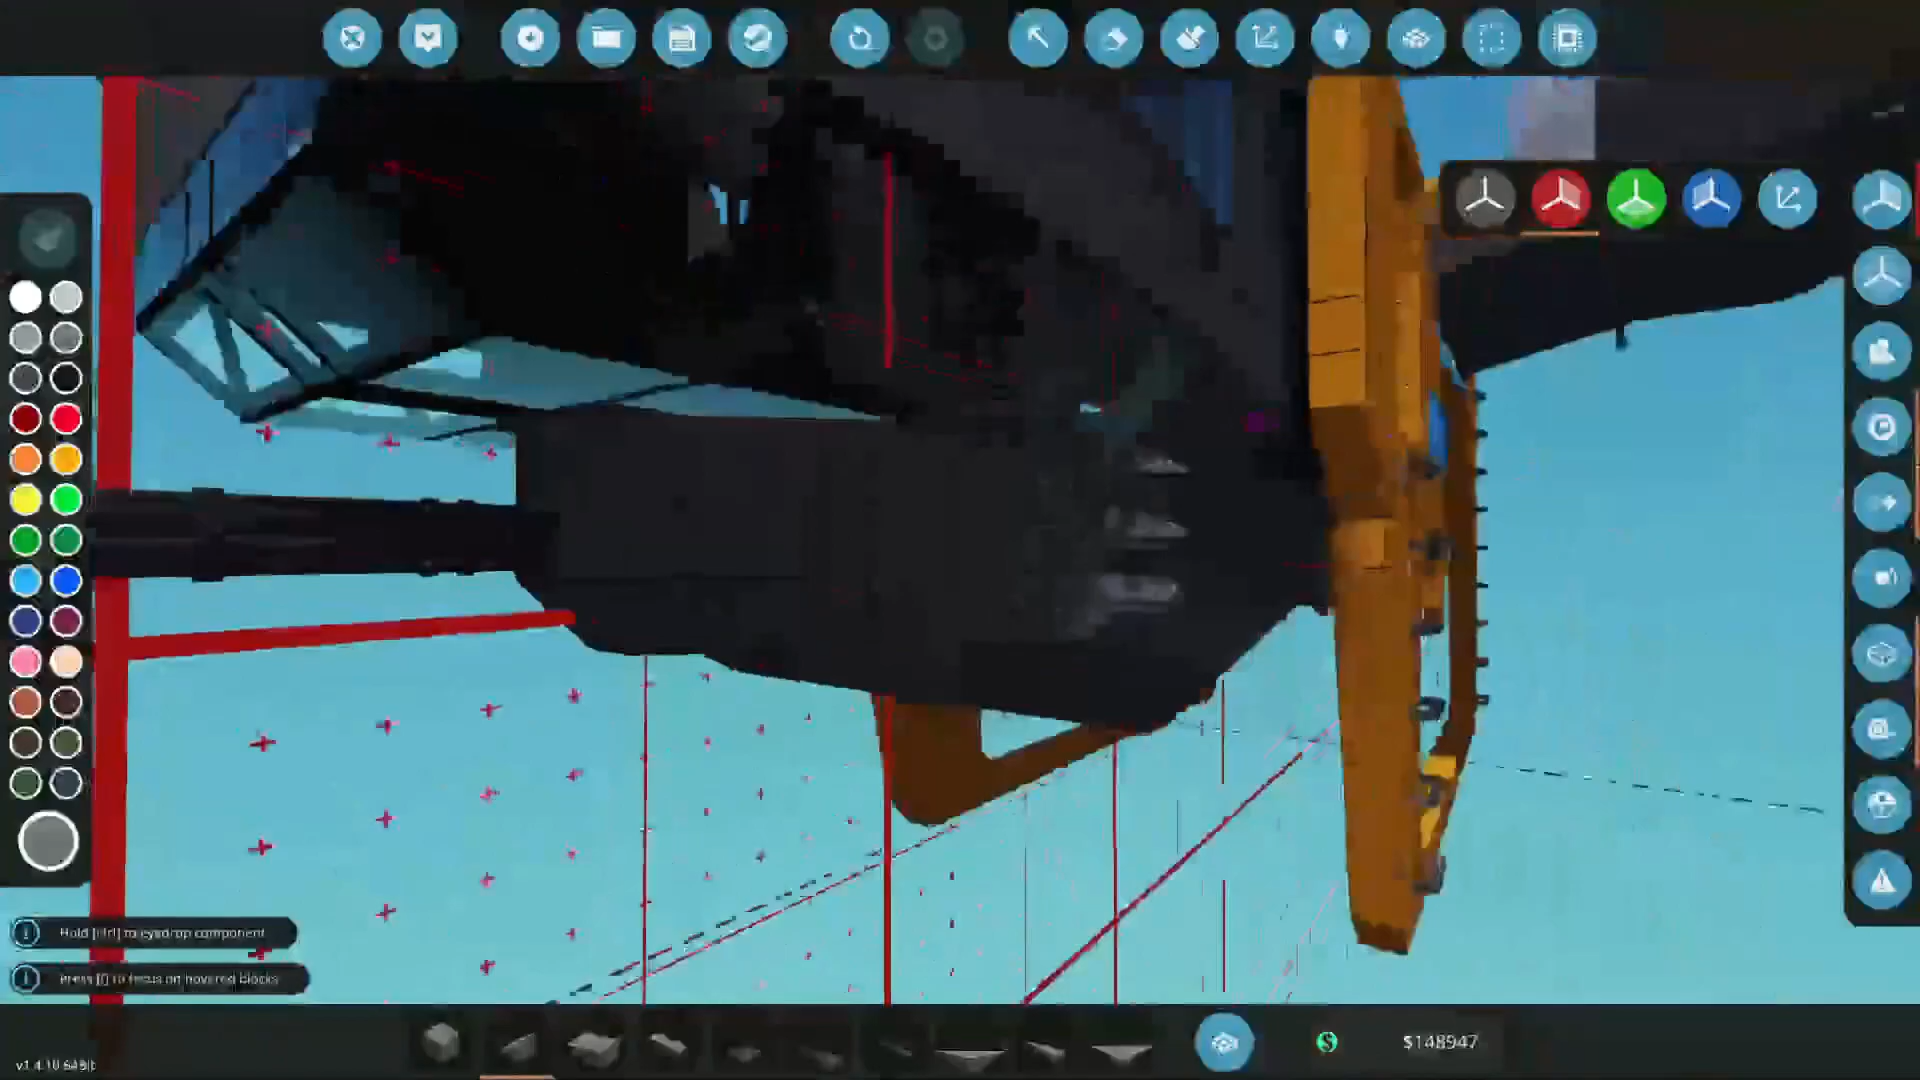 Hold [Ctrl] to eyedrop component
Press [F] to focus on hovered blocks
$148947
v1.4.10 64Bit